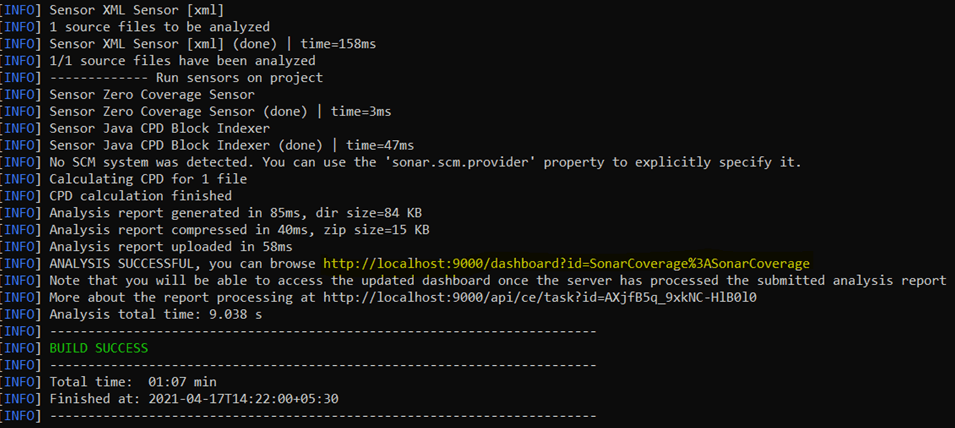 [INFO] Sensor XML Sensor [xml]
[INFO] 1 source files to be analyzed
[INFO] Sensor XML Sensor [xml] (done) | time=158ms
[INFO] 1/1 source files have been analyzed
[INFO] ------------- Run sensors on project
[INFO] Sensor Zero Coverage Sensor
[INFO] Sensor Zero Coverage Sensor (done) | time=3ms
[INFO] Sensor Java CPD Block Indexer
[INFO] Sensor Java CPD Block Indexer (done) | time=47ms
[INFO] No SCM system was detected. You can use the 'sonar.scm.provider' property to explicitly specify it.
[INFO] Calculating CPD for 1 file
[INFO] CPD calculation finished
[INFO] Analysis report generated in 85ms, dir size=84 KB
[INFO] Analysis report compressed in 40ms, zip size=15 KB
[INFO] Analysis report uploaded in 58ms
[INFO] ANALYSIS SUCCESSFUL, you can browse http://localhost:9000/dashboard?id=SonarCoverage%3ASonarCoverage
[INFO] Note that you will be able to access the updated dashboard once the server has processed the submitted analysis report
[INFO] More about the report processing at http://localhost:9000/api/ce/task?id=AXjfB5q_9xkNC-HlB0l0
[INFO] Analysis total time: 9.038 s
[INFO] ------------------------------------------------------------------------
[INFO] BUILD SUCCESS
[INFO] ------------------------------------------------------------------------
[INFO] Total time:  01:07 min
[INFO] Finished at: 2021-04-17T14:22:00+05:30
[INFO] ------------------------------------------------------------------------